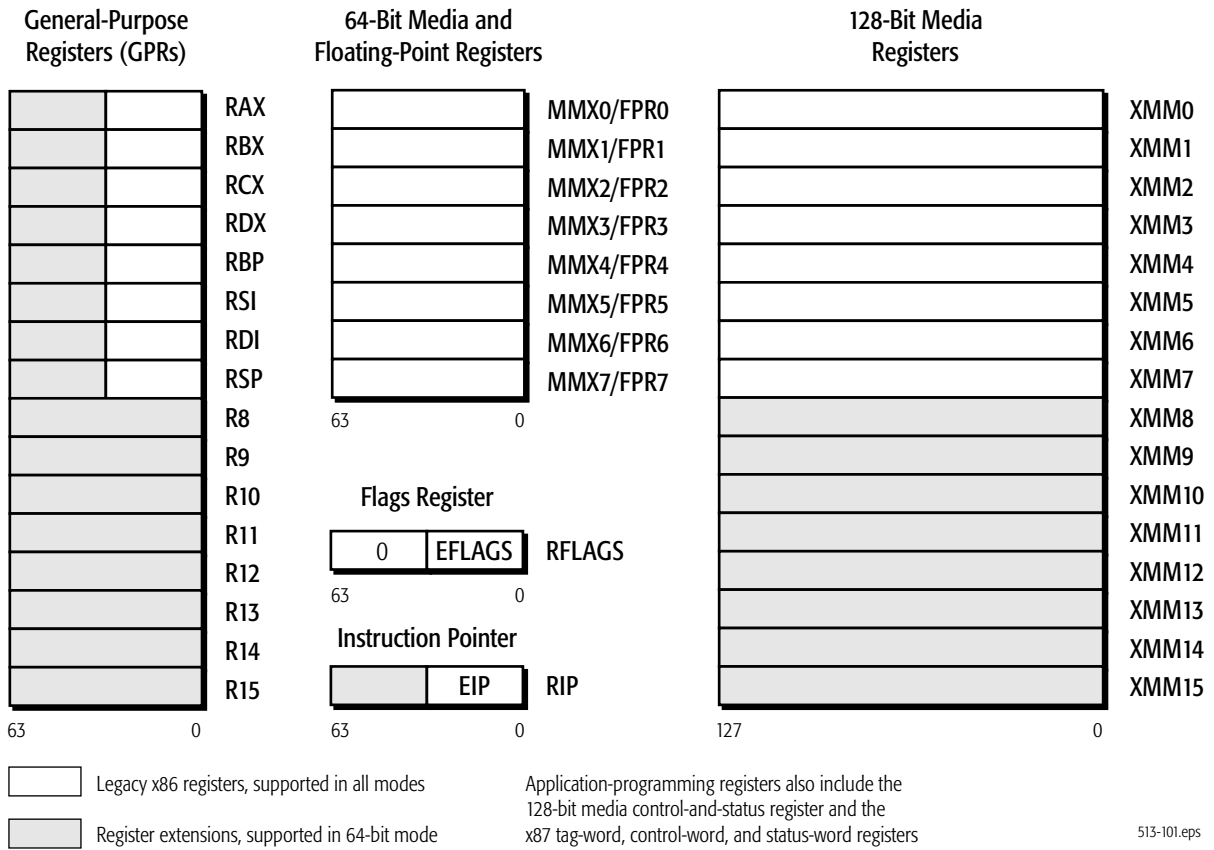 General-Purpose
Registers (GPRs)
RAX
RBX
RCX
RDX
RBP
RSI
RDI
RSP
R8
R9
R10
R11
R12
R13
R14
R15
63 0
64-Bit Media and
Floating-Point Registers
MMX0/FPR0
MMX1/FPR1
MMX2/FPR2
MMX3/FPR3
MMX4/FPR4
MMX5/FPR5
MMX6/FPR6
MMX7/FPR7
63 0
Flags Register
0 EFLAGS RFLAGS
63 0
Instruction Pointer
EIP RIP
63 0
128-Bit Media
Registers
XMM0
XMM1
XMM2
XMM3
XMM4
XMM5
XMM6
XMM7
XMM8
XMM9
XMM10
XMM11
XMM12
XMM13
XMM14
XMM15
127 0
Legacy x86 registers, supported in all modes
Register extensions, supported in 64-bit mode
Application-programming registers also include the
128-bit media control-and-status register and the
x87 tag-word, control-word, and status-word registers
513-101.eps